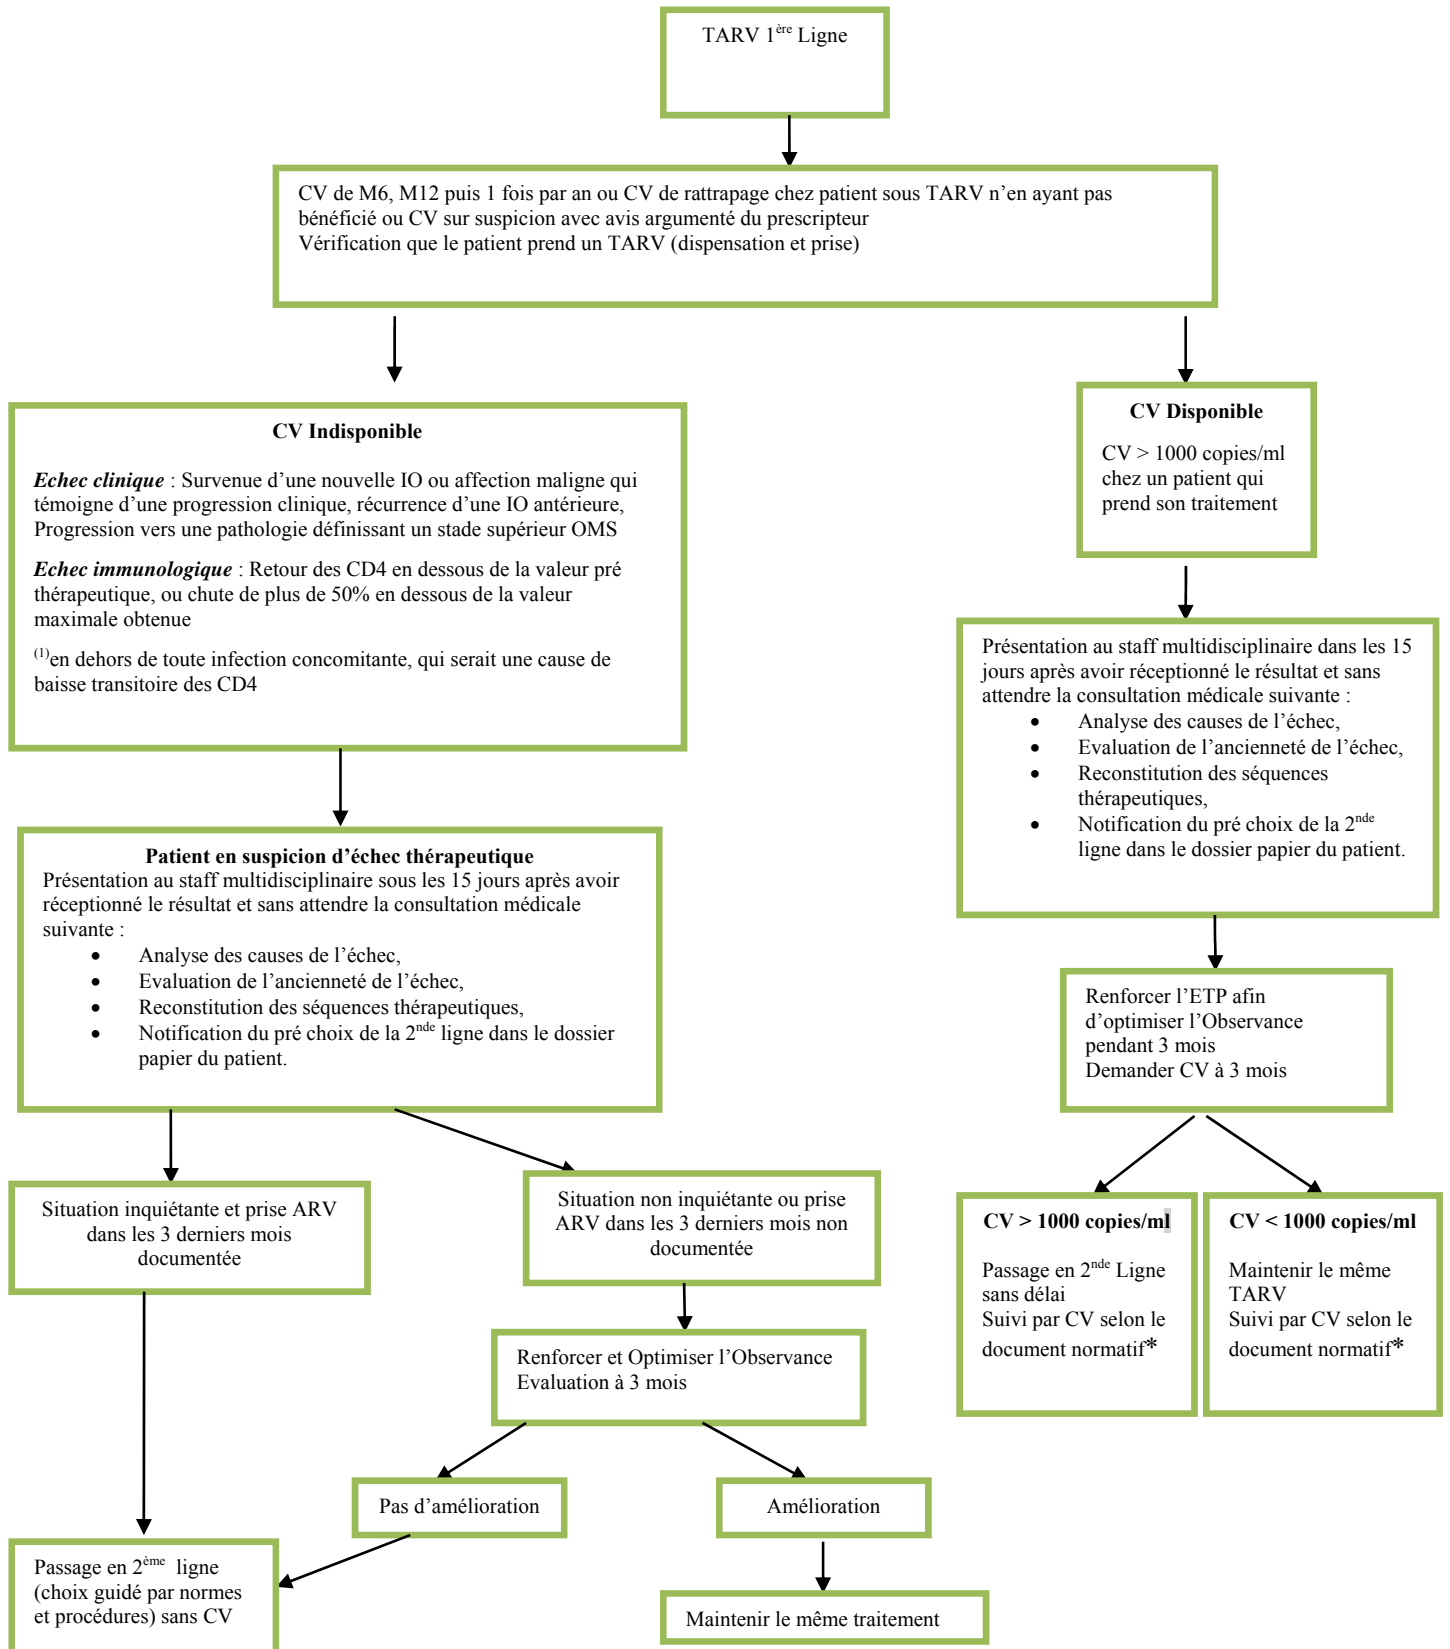 TARV 1ère Ligne
CV de M6, M12 puis 1 fois par an ou CV de rattrapage chez patient sous TARV n’en ayant pas
bénéficié ou CV sur suspicion avec avis argumenté du prescripteur
Vérification que le patient prend un TARV (dispensation et prise)
CV Indisponible
Echec clinique : Survenue d’une nouvelle IO ou affection maligne qui
témoigne d’une progression clinique, récurrence d’une IO antérieure,
Progression vers une pathologie définissant un stade supérieur OMS
Echec immunologique : Retour des CD4 en dessous de la valeur pré
thérapeutique, ou chute de plus de 50% en dessous de la valeur
maximale obtenue
(1)en dehors de toute infection concomitante, qui serait une cause de
baisse transitoire des CD4
CV Disponible
CV > 1000 copies/ml
chez un patient qui
prend son traitement
Présentation au staff multidisciplinaire dans les 15
jours après avoir réceptionné le résultat et sans
attendre la consultation médicale suivante :
• Analyse des causes de l’échec,
• Evaluation de l’ancienneté de l’échec,
• Reconstitution des séquences
thérapeutiques,
• Notification du pré choix de la 2nde
ligne dans le dossier papier du patient.
Patient en suspicion d’échec thérapeutique
Présentation au staff multidisciplinaire sous les 15 jours après avoir
réceptionné le résultat et sans attendre la consultation médicale
suivante :
• Analyse des causes de l’échec,
• Evaluation de l’ancienneté de l’échec,
• Reconstitution des séquences thérapeutiques,
• Notification du pré choix de la 2nde ligne dans le dossier
papier du patient.
Renforcer l’ETP afin
d’optimiser l’Observance
pendant 3 mois
Demander CV à 3 mois
Situation inquiétante et prise ARV
dans les 3 derniers mois
documentée
Situation non inquiétante ou prise
ARV dans les 3 derniers mois non
documentée
CV > 1000 copies/ml
Passage en 2nde Ligne
sans délai
Suivi par CV selon le
document normatif*
CV < 1000 copies/ml
Maintenir le même
TARV
Suivi par CV selon le
document normatif*
Renforcer et Optimiser l’Observance
Evaluation à 3 mois
Pas d’amélioration
Amélioration
Passage en 2ème ligne
(choix guidé par normes
et procédures) sans CV
Maintenir le même traitement